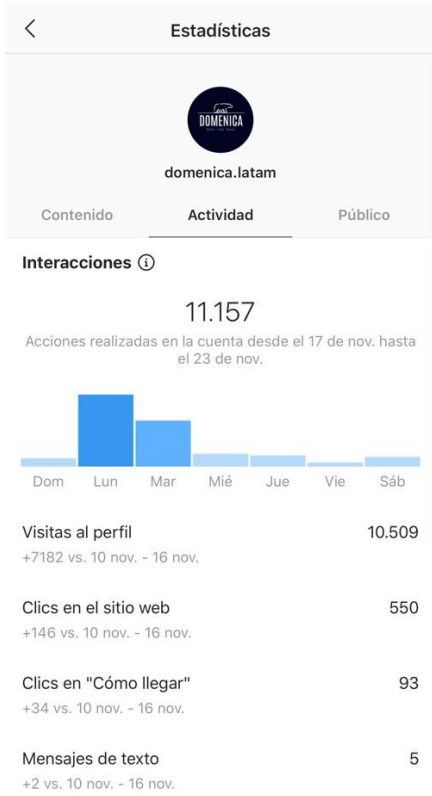 Estadísticas
DOMENICA
domenica.latam
Contenido Actividad Público
Interacciones
11.157
Acciones realizadas en la cuenta desde el 17 de nov. hasta
el 23 de nov.
Dom Lun Mar Mié Jue Vie Sáb
Visitas al perfil 10.509
+7182 vs. 10 nov. - 16 nov.
Clics en el sitio web 550
+146 vs. 10 nov. - 16 nov.
Clics en "Cómo llegar" 93
+34 vs. 10 nov. - 16 nov.
Mensajes de texto 5
+2 vs. 10 nov. - 16 nov.